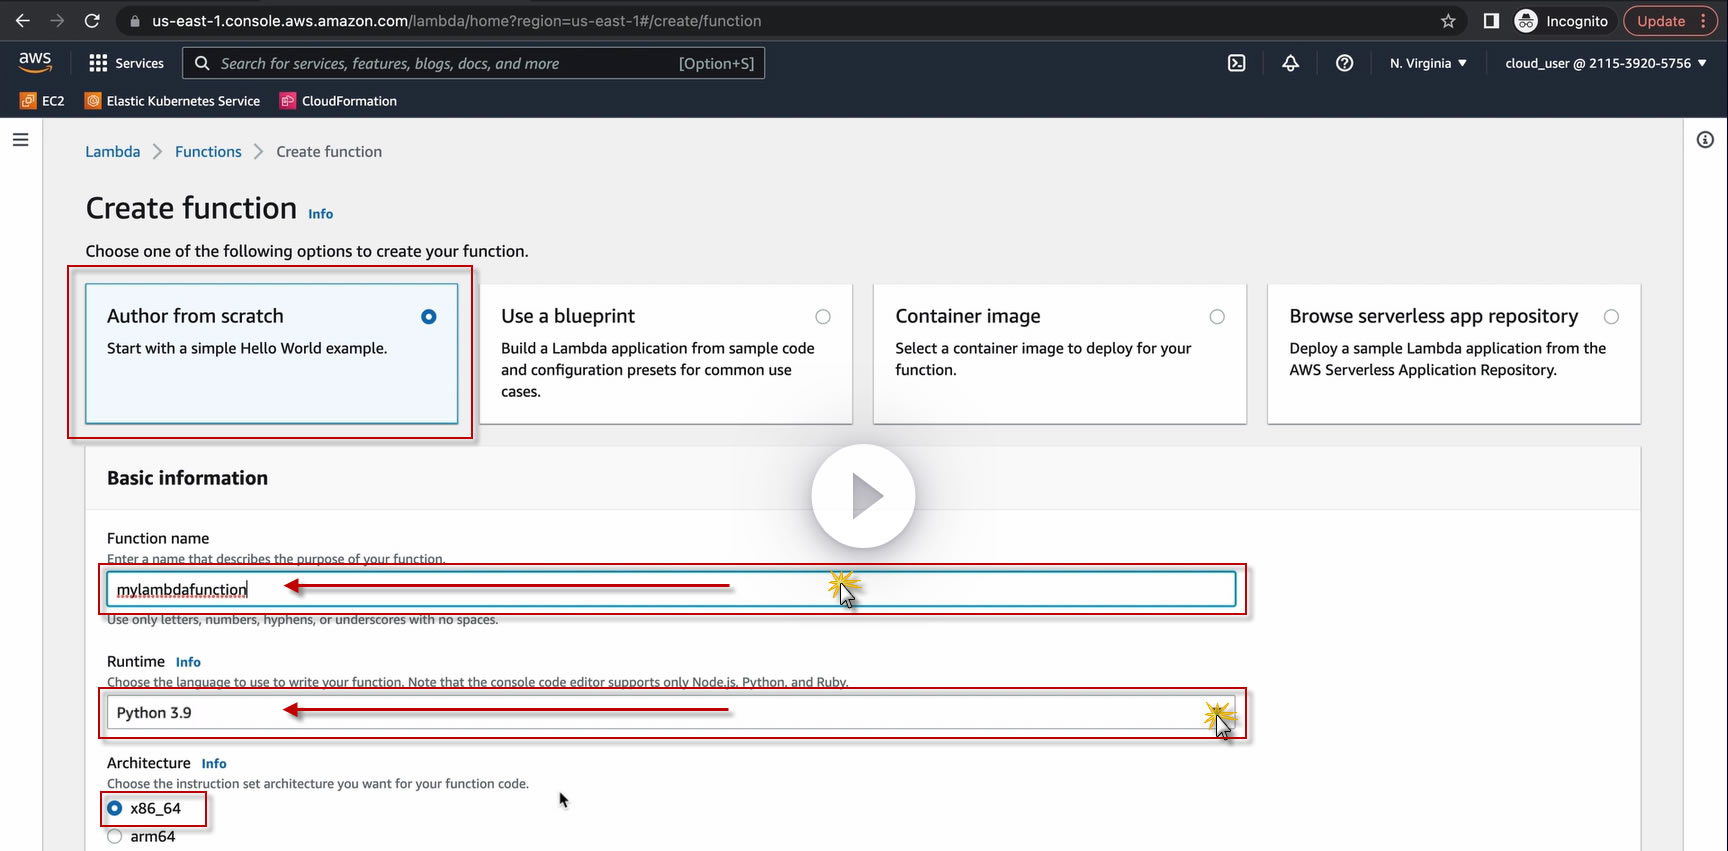 us-east-1.console.aws.amazon.com/lambda/home?region=us-east-1#/create/function
Incognito
Update
aws
Services
Search for services, features, blogs, docs, and more
[Option+S]
N. Virginia
cloud_user @ 2115-3920-5756
EC2
Elastic Kubernetes Service
CloudFormation
Lambda
Functions
Create function
Create function
Info
Choose one of the following options to create your function.
Author from scratch
Start with a simple Hello World example.
Use a blueprint
Build a Lambda application from sample code
and configuration presets for common use
cases.
Container image
Select a container image to deploy for your
function.
Browse serverless app repository
Deploy a sample Lambda application from the
AWS Serverless Application Repository.
Basic information
Function name
Enter a name that describes the purpose of your function.
mylambdafunction
Use only letters, numbers, hyphens, or underscores with no spaces.
Runtime Info
Choose the language to use to write your function. Note that the console code editor supports only Node.js, Python, and Ruby.
Python 3.9
Architecture Info
Choose the instruction set architecture you want for your function code.
x86_64
arm64